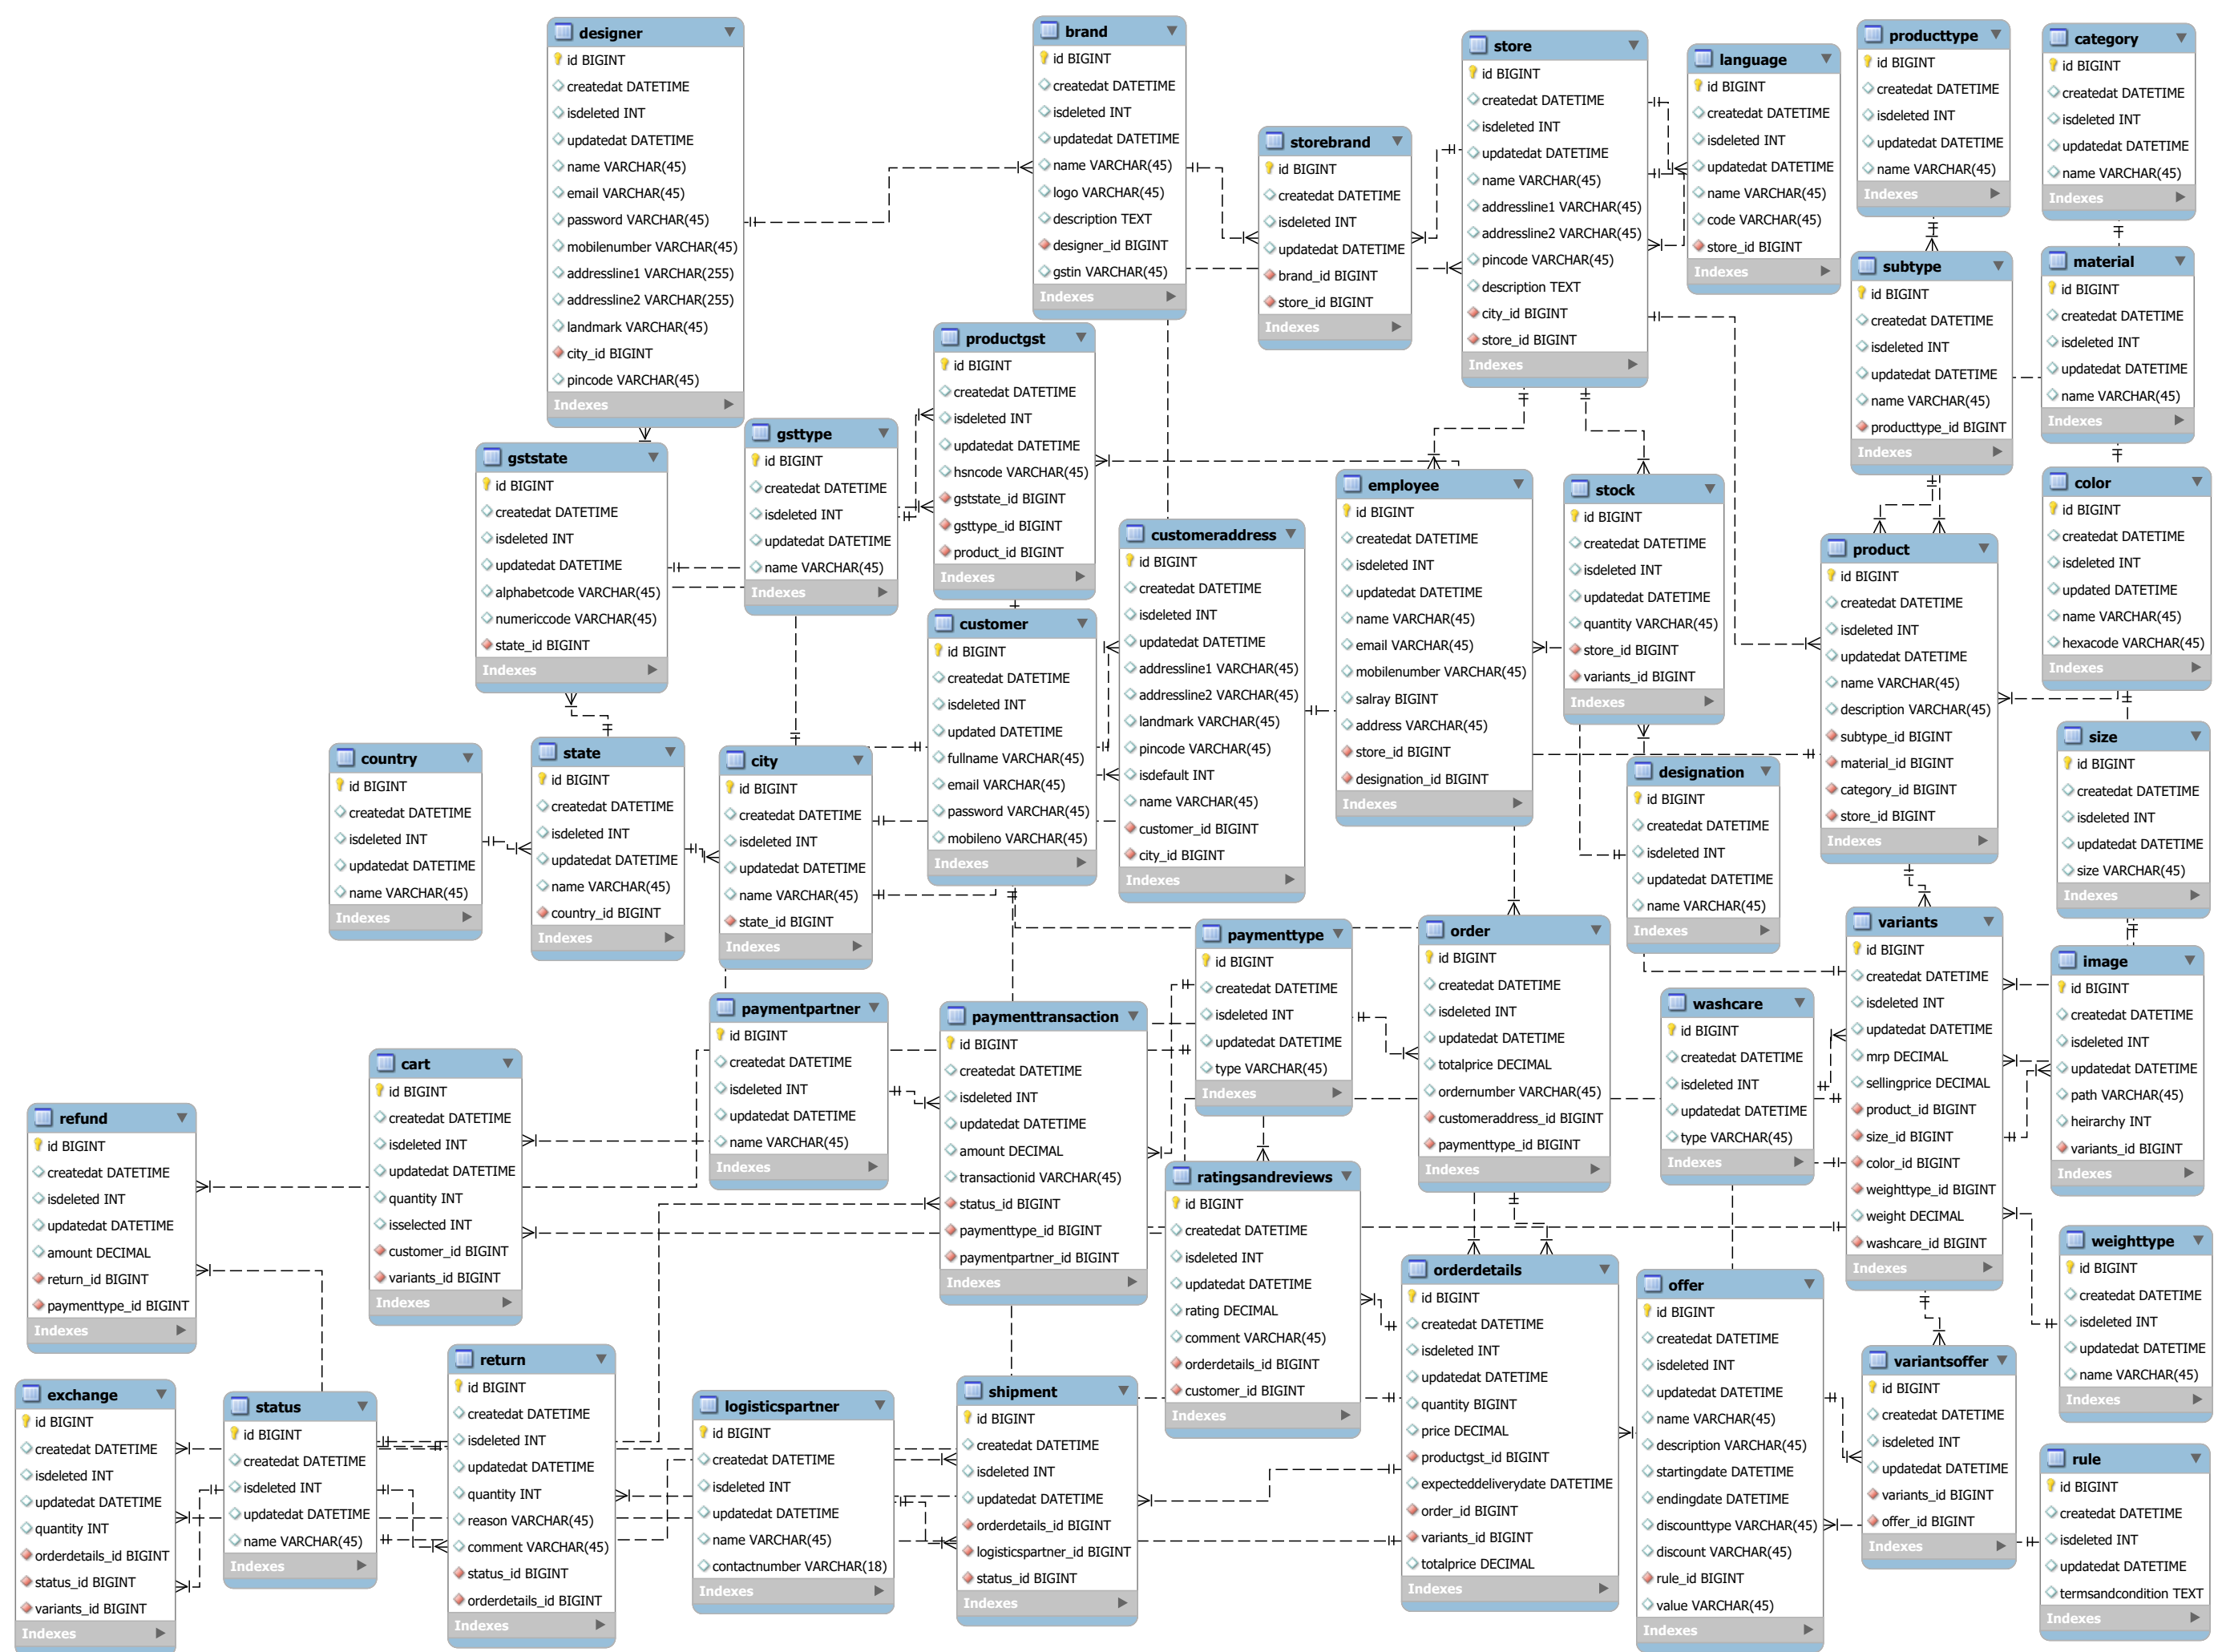 designer
id BIGINT
createdat DATETIME
isdeleted INT
updatedat DATETIME
name VARCHAR(45)
email VARCHAR(45)
password VARCHAR(45)
mobilenumber VARCHAR(45)
addressline1 VARCHAR(255)
addressline2 VARCHAR(255)
landmark VARCHAR(45)
city_id BIGINT
pincode VARCHAR(45)
Indexes
brand
id BIGINT
createdat DATETIME
isdeleted INT
updatedat DATETIME
name VARCHAR(45)
logo VARCHAR(45)
description TEXT
designer_id BIGINT
gstin VARCHAR(45)
Indexes
storebrand
id BIGINT
createdat DATETIME
isdeleted INT
updatedat DATETIME
brand_id BIGINT
store_id BIGINT
Indexes
store
id BIGINT
createdat DATETIME
isdeleted INT
updatedat DATETIME
name VARCHAR(45)
addressline1 VARCHAR(45)
addressline2 VARCHAR(45)
pincode VARCHAR(45)
description TEXT
city_id BIGINT
store_id BIGINT
Indexes
language
id BIGINT
createdat DATETIME
isdeleted INT
updatedat DATETIME
name VARCHAR(45)
code VARCHAR(45)
store_id BIGINT
Indexes
producttype
id BIGINT
createdat DATETIME
isdeleted INT
updatedat DATETIME
name VARCHAR(45)
Indexes
category
id BIGINT
createdat DATETIME
isdeleted INT
updatedat DATETIME
name VARCHAR(45)
Indexes
subtype
id BIGINT
createdat DATETIME
isdeleted INT
updatedat DATETIME
name VARCHAR(45)
producttype_id BIGINT
Indexes
material
id BIGINT
createdat DATETIME
isdeleted INT
updatedat DATETIME
name VARCHAR(45)
Indexes
gststate
id BIGINT
createdat DATETIME
isdeleted INT
updatedat DATETIME
alphabetcode VARCHAR(45)
numericcode VARCHAR(45)
state_id BIGINT
Indexes
gsttype
id BIGINT
createdat DATETIME
isdeleted INT
updatedat DATETIME
name VARCHAR(45)
Indexes
productgst
id BIGINT
createdat DATETIME
isdeleted INT
updatedat DATETIME
hsncode VARCHAR(45)
gststate_id BIGINT
gsttype_id BIGINT
product_id BIGINT
Indexes
customer
id BIGINT
createdat DATETIME
isdeleted INT
updated DATETIME
fullname VARCHAR(45)
email VARCHAR(45)
password VARCHAR(45)
mobileno VARCHAR(45)
Indexes
customeraddress
id BIGINT
createdat DATETIME
isdeleted INT
updatedat DATETIME
addressline1 VARCHAR(45)
addressline2 VARCHAR(45)
landmark VARCHAR(45)
pincode VARCHAR(45)
isdefault INT
name VARCHAR(45)
customer_id BIGINT
city_id BIGINT
Indexes
employee
id BIGINT
createdat DATETIME
isdeleted INT
updatedat DATETIME
name VARCHAR(45)
email VARCHAR(45)
mobilenumber VARCHAR(45)
salray BIGINT
address VARCHAR(45)
store_id BIGINT
designation_id BIGINT
Indexes
stock
id BIGINT
createdat DATETIME
isdeleted INT
updatedat DATETIME
quantity VARCHAR(45)
store_id BIGINT
variants_id BIGINT
Indexes
product
id BIGINT
createdat DATETIME
isdeleted INT
updatedat DATETIME
name VARCHAR(45)
description VARCHAR(45)
subtype_id BIGINT
material_id BIGINT
category_id BIGINT
store_id BIGINT
Indexes
color
id BIGINT
createdat DATETIME
isdeleted INT
updated DATETIME
name VARCHAR(45)
hexacode VARCHAR(45)
Indexes
country
id BIGINT
createdat DATETIME
isdeleted INT
updatedat DATETIME
name VARCHAR(45)
Indexes
state
id BIGINT
createdat DATETIME
isdeleted INT
updatedat DATETIME
name VARCHAR(45)
country_id BIGINT
Indexes
city
id BIGINT
createdat DATETIME
isdeleted INT
updatedat DATETIME
name VARCHAR(45)
state_id BIGINT
Indexes
designation
id BIGINT
createdat DATETIME
isdeleted INT
updatedat DATETIME
name VARCHAR(45)
Indexes
size
id BIGINT
createdat DATETIME
isdeleted INT
updatedat DATETIME
size VARCHAR(45)
Indexes
paymentpartner
id BIGINT
createdat DATETIME
isdeleted INT
updatedat DATETIME
name VARCHAR(45)
Indexes
paymenttransaction
id BIGINT
createdat DATETIME
isdeleted INT
updatedat DATETIME
amount DECIMAL
transactionid VARCHAR(45)
status_id BIGINT
paymenttype_id BIGINT
paymentpartner_id BIGINT
Indexes
paymenttype
id BIGINT
createdat DATETIME
isdeleted INT
updatedat DATETIME
type VARCHAR(45)
Indexes
order
id BIGINT
createdat DATETIME
isdeleted INT
updatedat DATETIME
totalprice DECIMAL
ordernumber VARCHAR(45)
customeraddress_id BIGINT
paymenttype_id BIGINT
Indexes
washcare
id BIGINT
createdat DATETIME
isdeleted INT
updatedat DATETIME
type VARCHAR(45)
Indexes
variants
id BIGINT
createdat DATETIME
isdeleted INT
updatedat DATETIME
mrp DECIMAL
sellingprice DECIMAL
product_id BIGINT
size_id BIGINT
color_id BIGINT
weighttype_id BIGINT
weight DECIMAL
washcare_id BIGINT
Indexes
image
id BIGINT
createdat DATETIME
isdeleted INT
updatedat DATETIME
path VARCHAR(45)
heirarchy INT
variants_id BIGINT
Indexes
refund
id BIGINT
createdat DATETIME
isdeleted INT
updatedat DATETIME
amount DECIMAL
return_id BIGINT
paymenttype_id BIGINT
Indexes
cart
id BIGINT
createdat DATETIME
isdeleted INT
updatedat DATETIME
quantity INT
isselected INT
customer_id BIGINT
variants_id BIGINT
Indexes
ratingsandreviews
id BIGINT
createdat DATETIME
isdeleted INT
updatedat DATETIME
rating DECIMAL
comment VARCHAR(45)
orderdetails_id BIGINT
customer_id BIGINT
Indexes
orderdetails
id BIGINT
createdat DATETIME
isdeleted INT
updatedat DATETIME
quantity BIGINT
price DECIMAL
productgst_id BIGINT
expecteddeliverydate DATETIME
order_id BIGINT
variants_id BIGINT
totalprice DECIMAL
Indexes
offer
id BIGINT
createdat DATETIME
isdeleted INT
updatedat DATETIME
name VARCHAR(45)
description VARCHAR(45)
startingdate DATETIME
endingdate DATETIME
discounttype VARCHAR(45)
discount VARCHAR(45)
rule_id BIGINT
value VARCHAR(45)
Indexes
weighttype
id BIGINT
createdat DATETIME
isdeleted INT
updatedat DATETIME
name VARCHAR(45)
Indexes
variantsoffer
id BIGINT
createdat DATETIME
isdeleted INT
updatedat DATETIME
variants_id BIGINT
offer_id BIGINT
Indexes
exchange
id BIGINT
createdat DATETIME
isdeleted INT
updatedat DATETIME
quantity INT
orderdetails_id BIGINT
status_id BIGINT
variants_id BIGINT
Indexes
status
id BIGINT
createdat DATETIME
isdeleted INT
updatedat DATETIME
name VARCHAR(45)
Indexes
return
id BIGINT
createdat DATETIME
isdeleted INT
updatedat DATETIME
quantity INT
reason VARCHAR(45)
comment VARCHAR(45)
status_id BIGINT
orderdetails_id BIGINT
Indexes
logisticspartner
id BIGINT
createdat DATETIME
isdeleted INT
updatedat DATETIME
name VARCHAR(45)
contactnumber VARCHAR(18)
Indexes
shipment
id BIGINT
createdat DATETIME
isdeleted INT
updatedat DATETIME
orderdetails_id BIGINT
logisticspartner_id BIGINT
status_id BIGINT
Indexes
rule
id BIGINT
createdat DATETIME
isdeleted INT
updatedat DATETIME
termsandcondition TEXT
Indexes